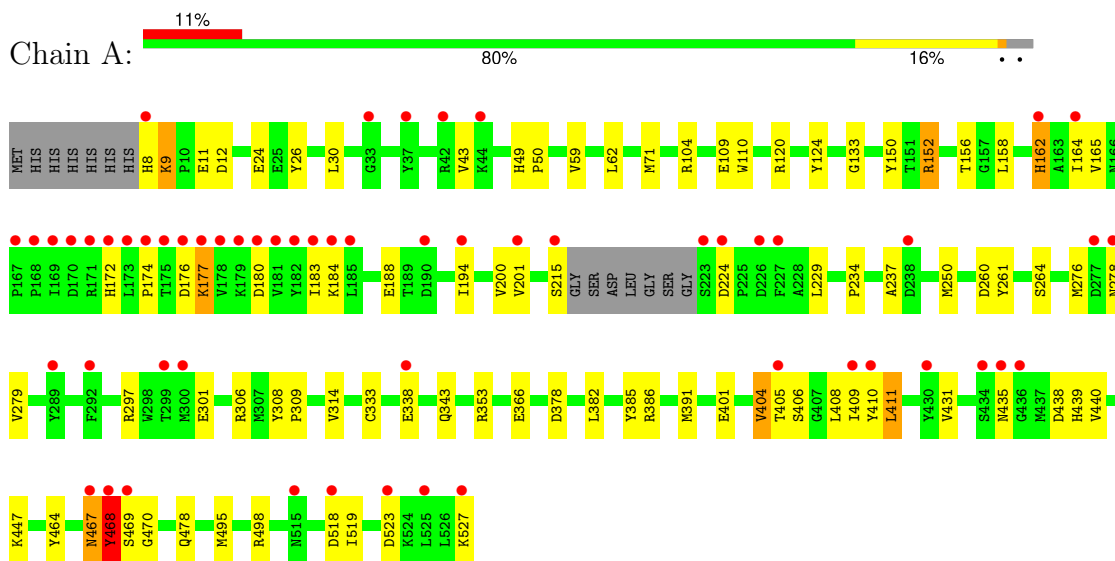 11%
Chain A:
80% 16% • •
MET HIS HIS HIS HIS HIS HIS H8 K9 P10 E11 D12 E24 E25 Y26 L30 G33 Y37 R42 V43 K44 H49 P50 V59 L62 M71 R104 E109 W110 R120 Y124 G133 Y150 T151 R152 T156 G157 L158 H162 A163 I164 V165 N166
P167 P168 I169 D170 R171 H172 L173 P174 T175 D176 K177 V178 K179 D180 V181 Y182 I183 K184 L185 E188 T189 D190 I194 V200 V201 S215 GLY SER ASP LEU GLY SER GLY S223 D224 P225 D226 F227 A228 L229 P234 A237 D238 M250 D260 Y261 S264 M276 D277 N278
V279 Y289 F292 R297 W298 T299 M300 E301 R306 M307 Y308 P309 V314 C333 E338 Q343 R353 E366 D378 L382 Y385 R386 M391 E401 V404 T405 S406 G407 L408 I409 Y410 L411 Y430 V431 S434 N435 G436 M437 D438 H439 V440
K447 Y464 N467 Y468 S469 G470 Q478 M495 R498 N515 D518 I519 D523 K524 L525 L526 K527